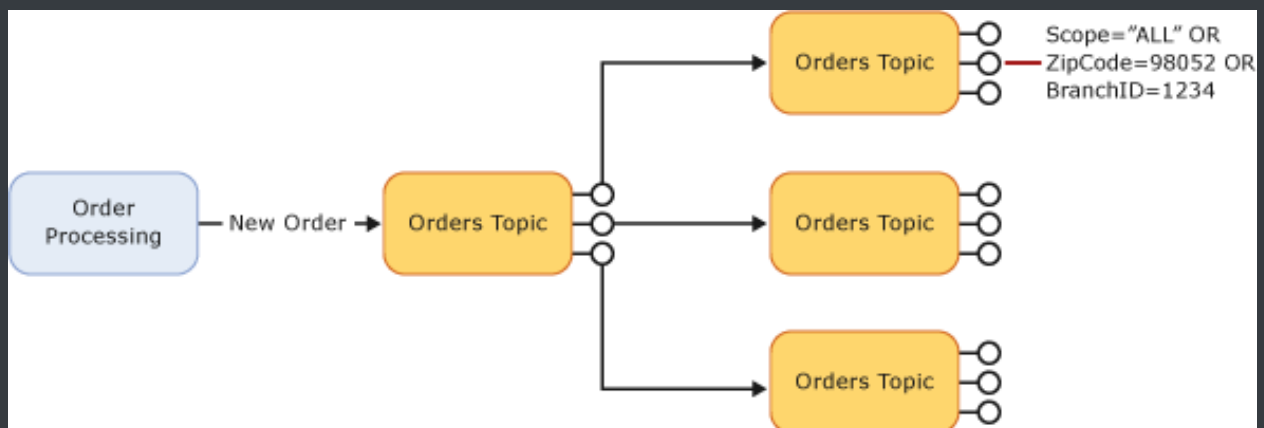 Orders Topic
Scope="ALL" OR
ZipCode=98052 OR
BranchID=1234
Order
Processing
New Order
Orders Topic
Orders Topic
Orders Topic